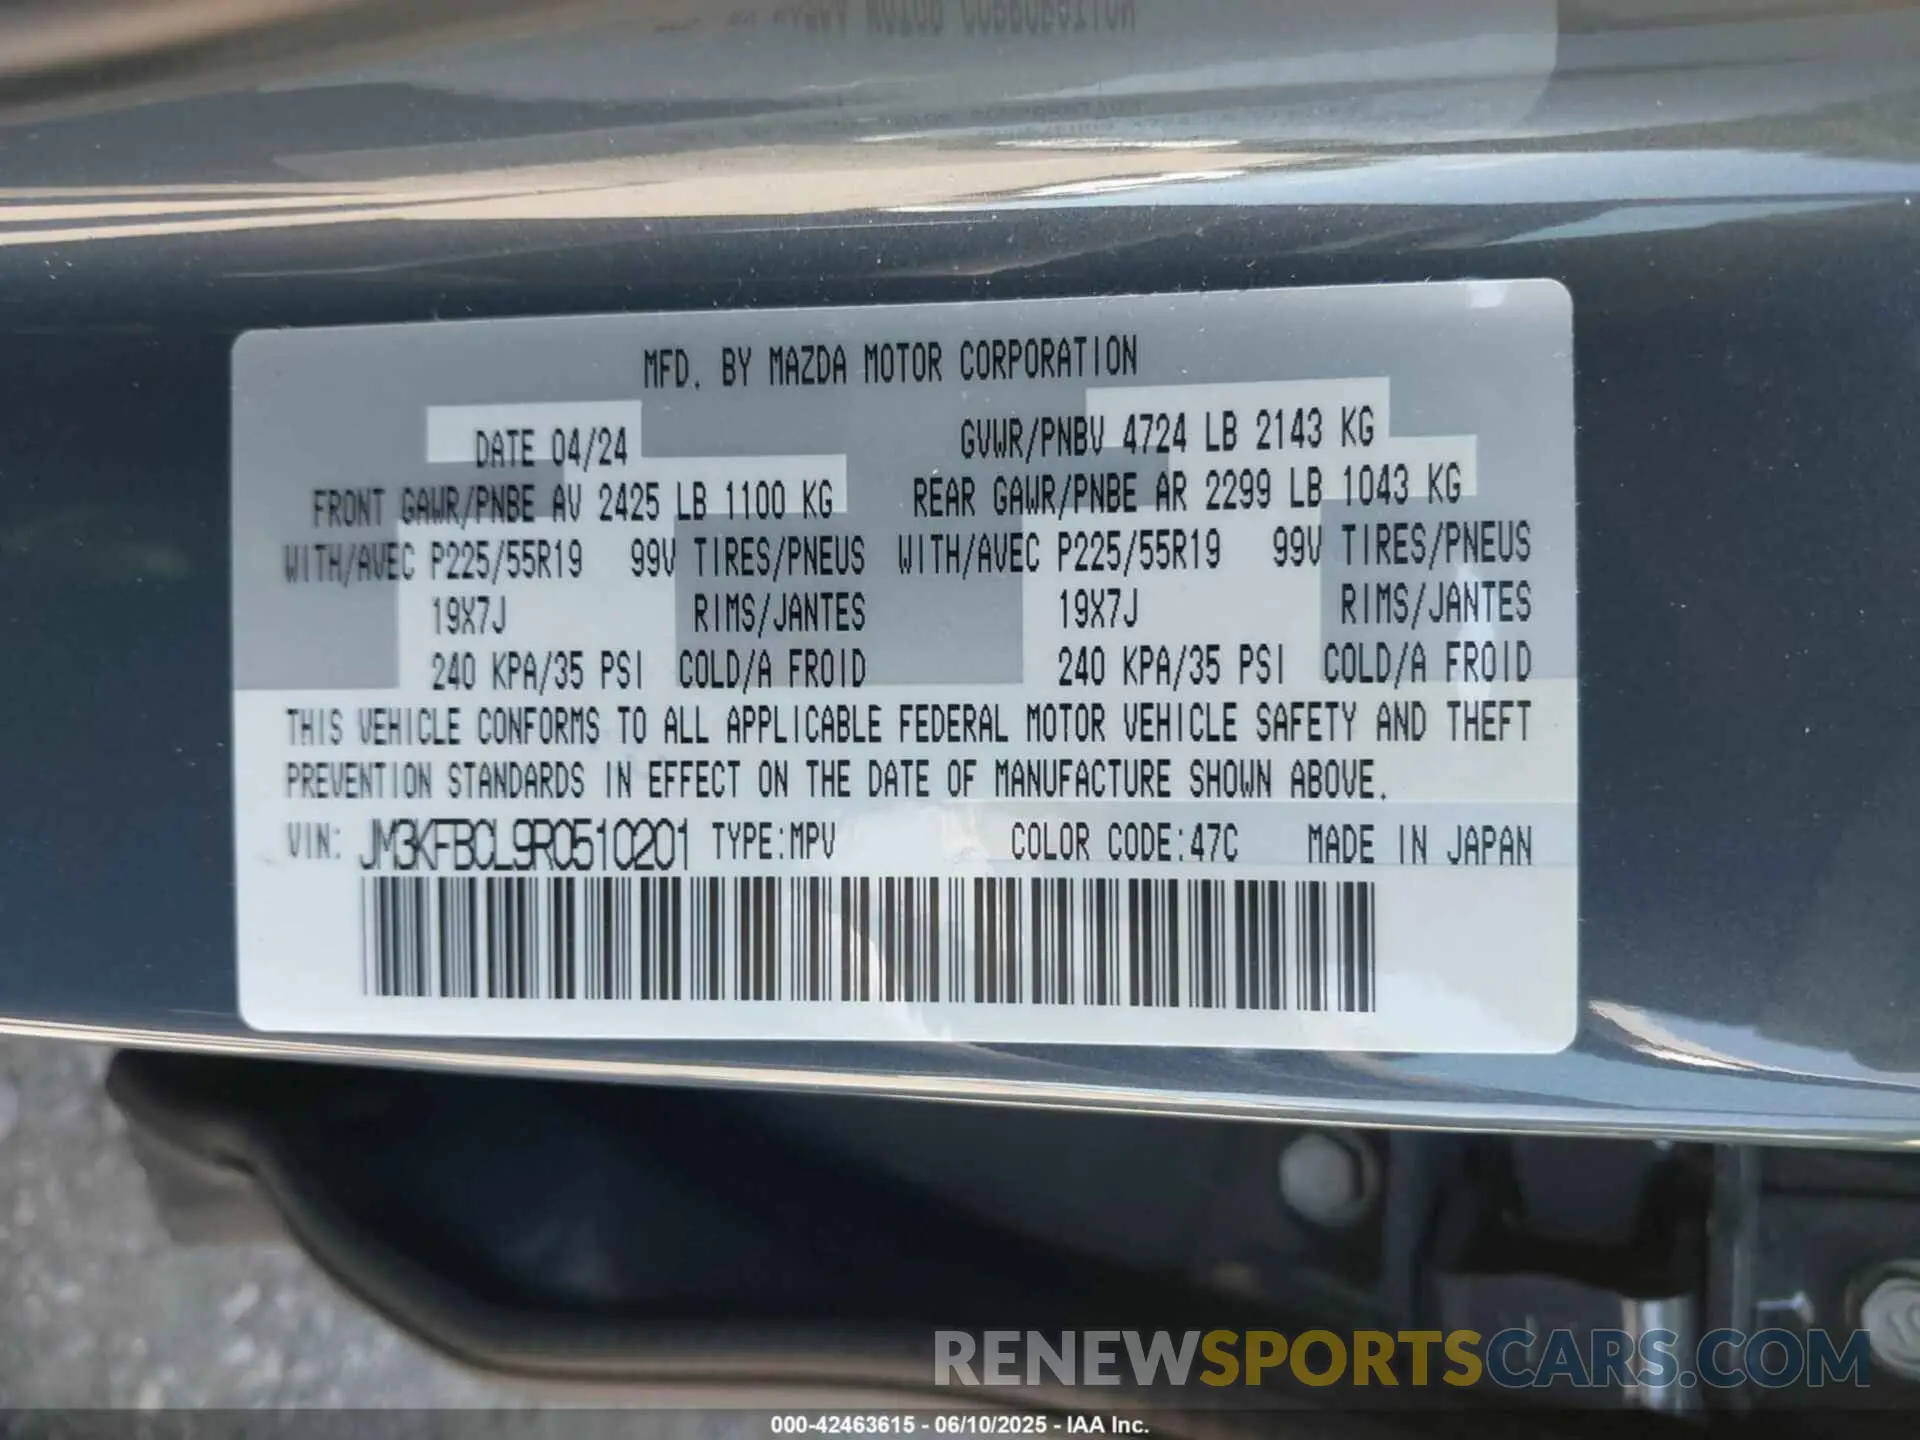 MFD. BY MAZDA MOTOR CORPORATION
DATE 04/24 GVWR/PNBV 4724 LB 2143 KG
FRONT GAWR/PNBE AV 2425 LB 1100 KG REAR GAWR/PNBE AR 2299 LB 1043 KG
WITH/AVEC P225/55R19 99V TIRES/PNEUS WITH/AVEC P225/55R19 99V TIRES/PNEUS
19X7J RIMS/JANTES 19X7J RIMS/JANTES
240 KPA/35 PSI COLD/A FROID 240 KPA/35 PSI COLD/A FROID
THIS VEHICLE CONFORMS TO ALL APPLICABLE FEDERAL MOTOR VEHICLE SAFETY AND THEFT
PREVENTION STANDARDS IN EFFECT ON THE DATE OF MANUFACTURE SHOWN ABOVE.
VIN: JM3KFBCL9R0510201 TYPE:MPV COLOR CODE:47C MADE IN JAPAN
RENEWSPORTSCARS.COM
000-42463615 - 06/10/2025 - IAA Inc.